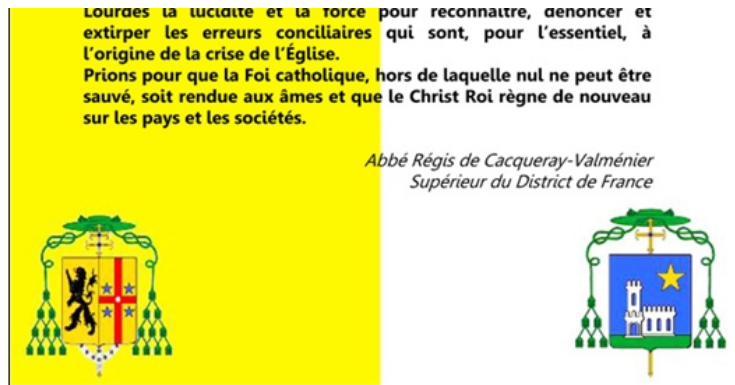 Lourdes la lucidité et la force pour reconnaître, dénoncer et
extirper les erreurs conciliaires qui sont, pour l’essentiel, à
l’origine de la crise de l’Église.
Prions pour que la Foi catholique, hors de laquelle nul ne peut être
sauvé, soit rendue aux âmes et que le Christ Roi règne de nouveau
sur les pays et les sociétés.
Abbé Régis de Cacqueray-Valménier
Supérieur du District de France